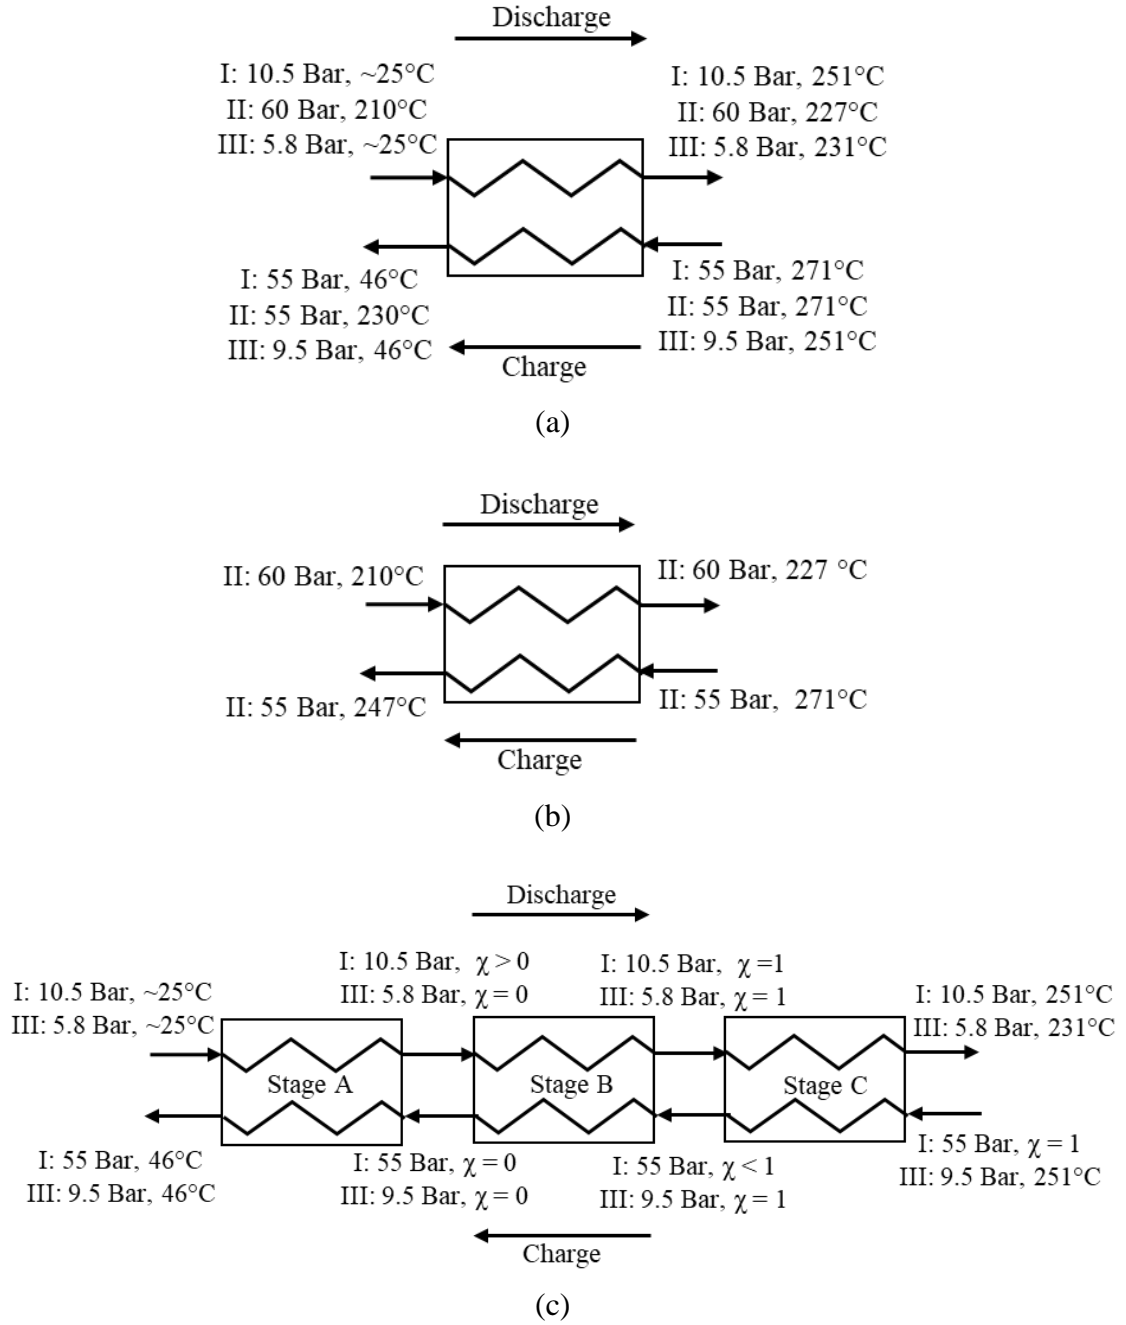 Discharge
I: 10.5 Bar, ~25°C
II: 60 Bar, 210°C
III: 5.8 Bar, ~25°C
I: 10.5 Bar, 251°C
II: 60 Bar, 227°C
III: 5.8 Bar, 231°C
I: 55 Bar, 46°C
II: 55 Bar, 230°C
III: 9.5 Bar, 46°C
I: 55 Bar, 271°C
II: 55 Bar, 271°C
III: 9.5 Bar, 251°C
Charge
(a)
Discharge
II: 60 Bar, 210°C
II: 60 Bar, 227 °C
II: 55 Bar, 247°C
II: 55 Bar, 271°C
Charge
(b)
Discharge
I: 10.5 Bar, ~25°C
III: 5.8 Bar, ~25°C
I: 10.5 Bar, χ > 0
III: 5.8 Bar, χ = 0
I: 10.5 Bar, χ =1
III: 5.8 Bar, χ = 1
I: 10.5 Bar, 251°C
III: 5.8 Bar, 231°C
Stage A
Stage B
Stage C
I: 55 Bar, 46°C
III: 9.5 Bar, 46°C
I: 55 Bar, χ = 0
III: 9.5 Bar, χ = 0
I: 55 Bar, χ < 1
III: 9.5 Bar, χ = 1
I: 55 Bar, χ = 1
III: 9.5 Bar, 251°C
Charge
(c)